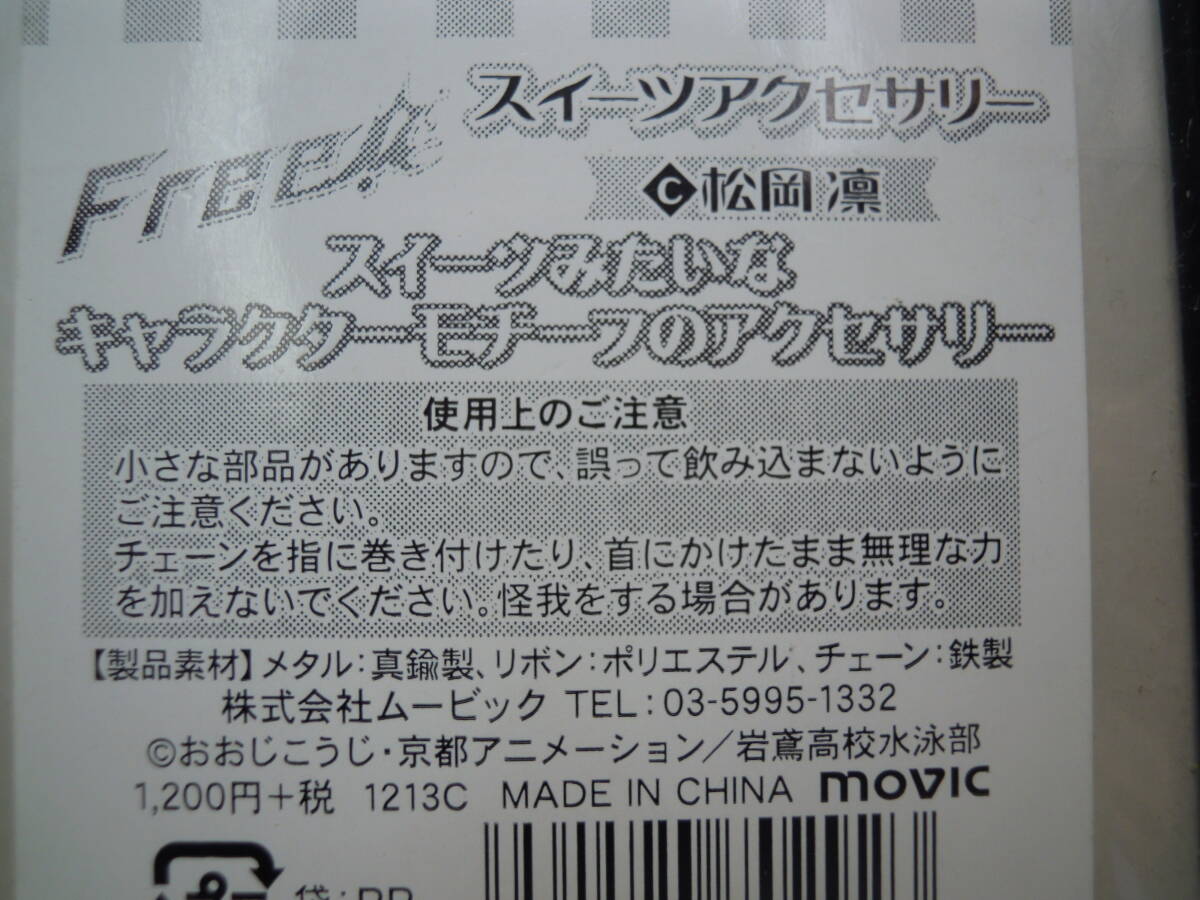 スイーツアクセサリー
Free!
C 松岡 凛
スイーツみたいな
キャラクターモチーフのアクセサリー
使用上のご注意
小さな部品がありますので、誤って飲み込まないように
ご注意ください。
チェーンを指に巻き付けたり、首にかけたまま無理な力
を加えないでください。怪我をする場合があります。
【製品素材】メタル:真鍮製、リボン:ポリエステル、チェーン:鉄製
株式会社ムービック TEL:03-5995-1332
©おおじこうじ・京都アニメーション/岩鳶高校水泳部
1,200円+税 1213C MADE IN CHINA movic
袋:PP